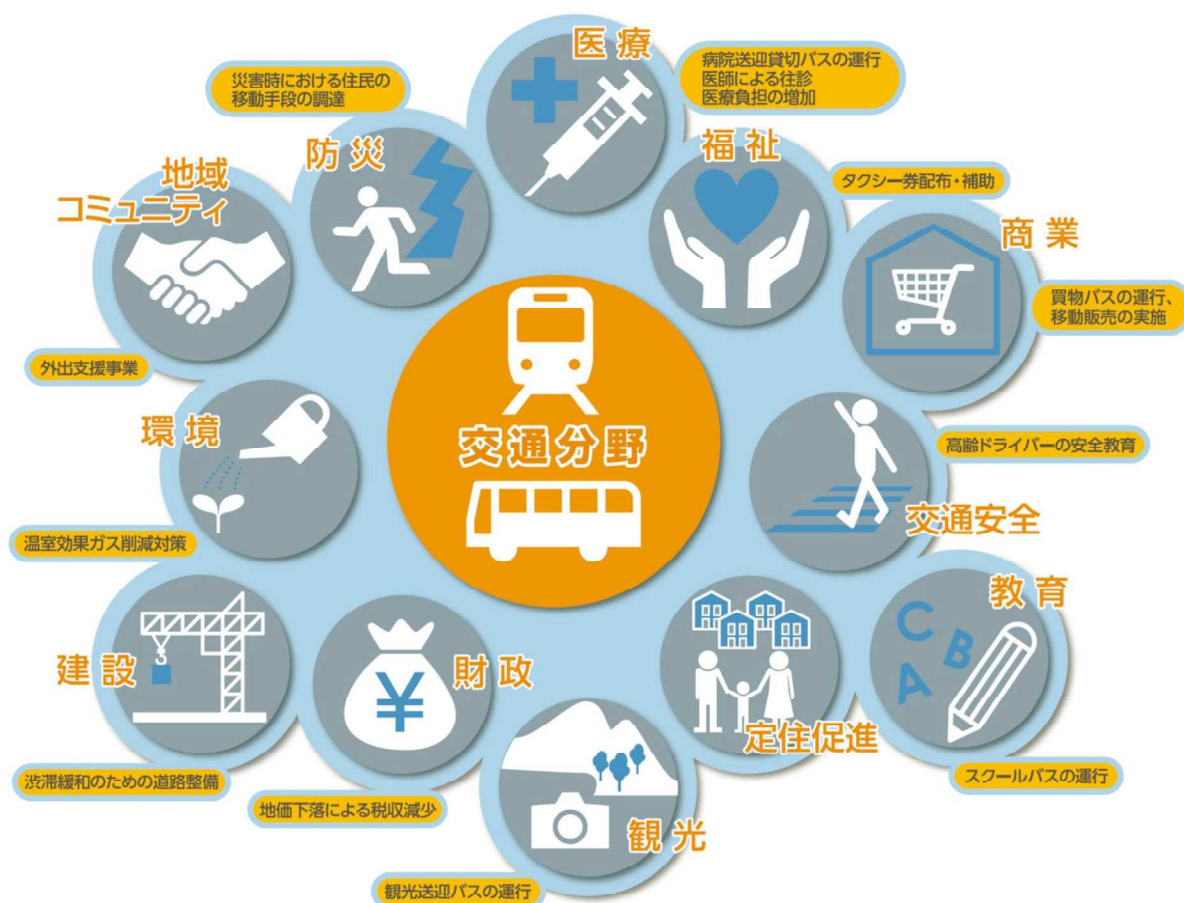 医療
病院送迎貸切バスの運行
医師による往診
医療負担の増加
災害時における住民の
移動手段の調達
防災
福祉
タクシー券配布・補助
地域
コミュニティ
外出支援事業
商業
買物バスの運行、
移動販売の実施
交通分野
環境
温室効果ガス削減対策
高齢ドライバーの安全教育
交通安全
教育
C
B
A
スクールバスの運行
建設
渋滞緩和のための道路整備
財政
¥
地価下落による税収減少
定住促進
観光
観光送迎バスの運行